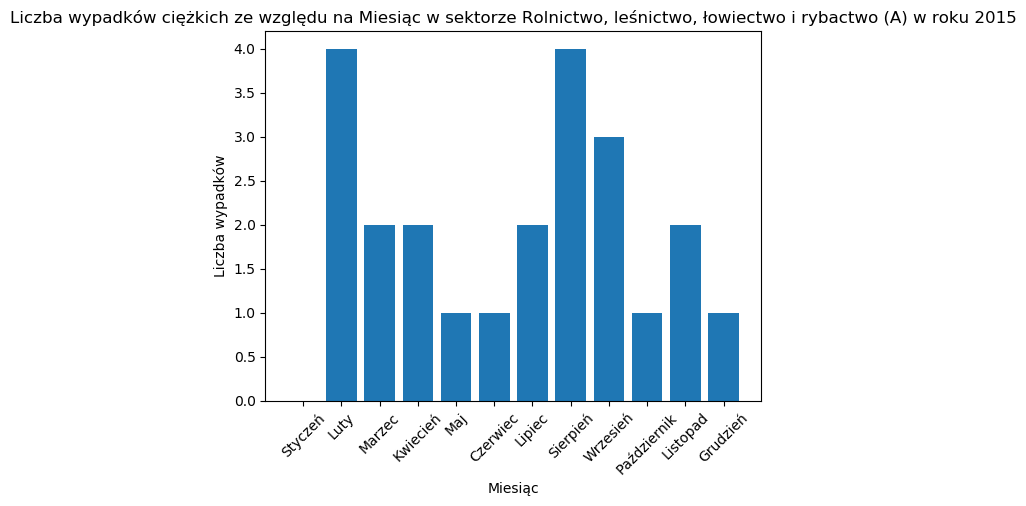 Liczba wypadków ciężkich ze względu na Miesiąc w sektorze Rolnictwo, leśnictwo, łowiectwo i rybactwo (A) w roku 2015
4.0
3.5
3.0
2.5
2.0
1.5
1.0
0.5
0.0
Liczba wypadków
Styczeń
Luty
Marzec
Kwiecień
Maj
Czerwiec
Lipiec
Sierpień
Wrzesień
Październik
Listopad
Grudzień
Miesiąc